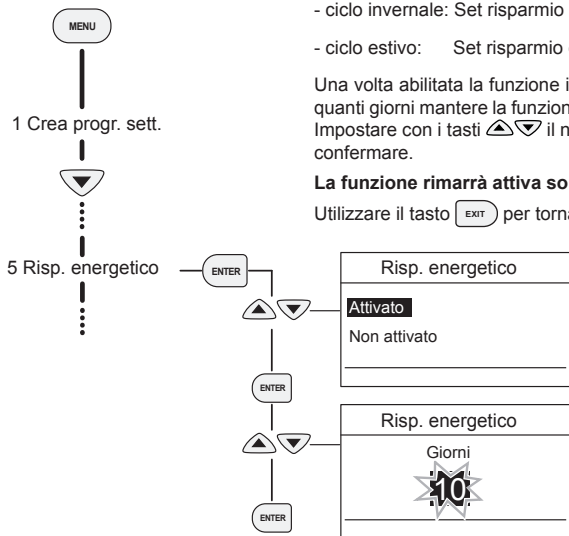 - ciclo invernale: Set risparmio
- ciclo estivo: Set risparmio
Una volta abilitata la funzione
quanti giorni mantere la funzion
Impostare con i tasti il
confermare.
La funzione rimarrà attiva so
Utilizzare il tasto EXIT per torna
MENU
1 Crea progr. sett.
5 Risp. energetico
ENTER
Risp. energetico
Attivato
Non attivato
ENTER
Risp. energetico
Giorni
10
ENTER